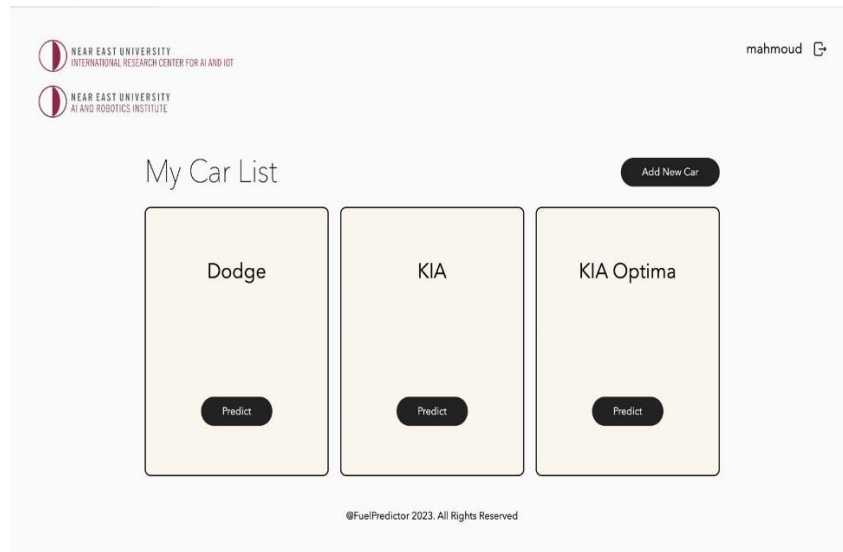 NEAR EAST UNIVERSITY
INTERNATIONAL RESEARCH CENTER FOR AI AND IOT
mahmoud
NEAR EAST UNIVERSITY
AI AND ROBOTICS INSTITUTE
My Car List
Add New Car
Dodge
KIA
KIA Optima
Predict
Predict
Predict
@FuelPredictor 2023. All Rights Reserved